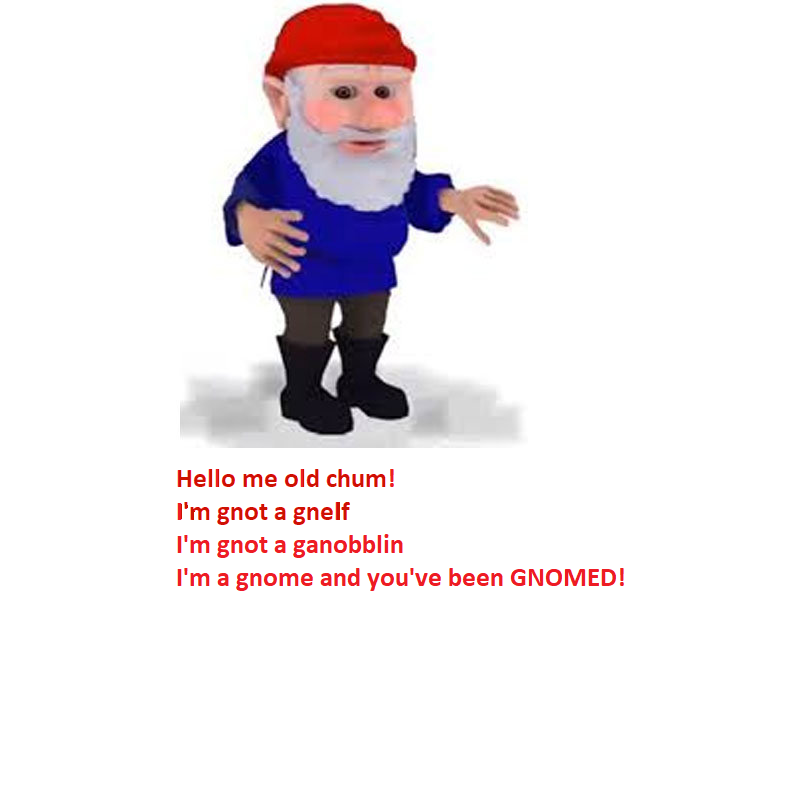 Hello me old chum!
I'm gnot a gnelf
I'm gnot a ganobblin
I'm a gnome and you've been GNOMED!